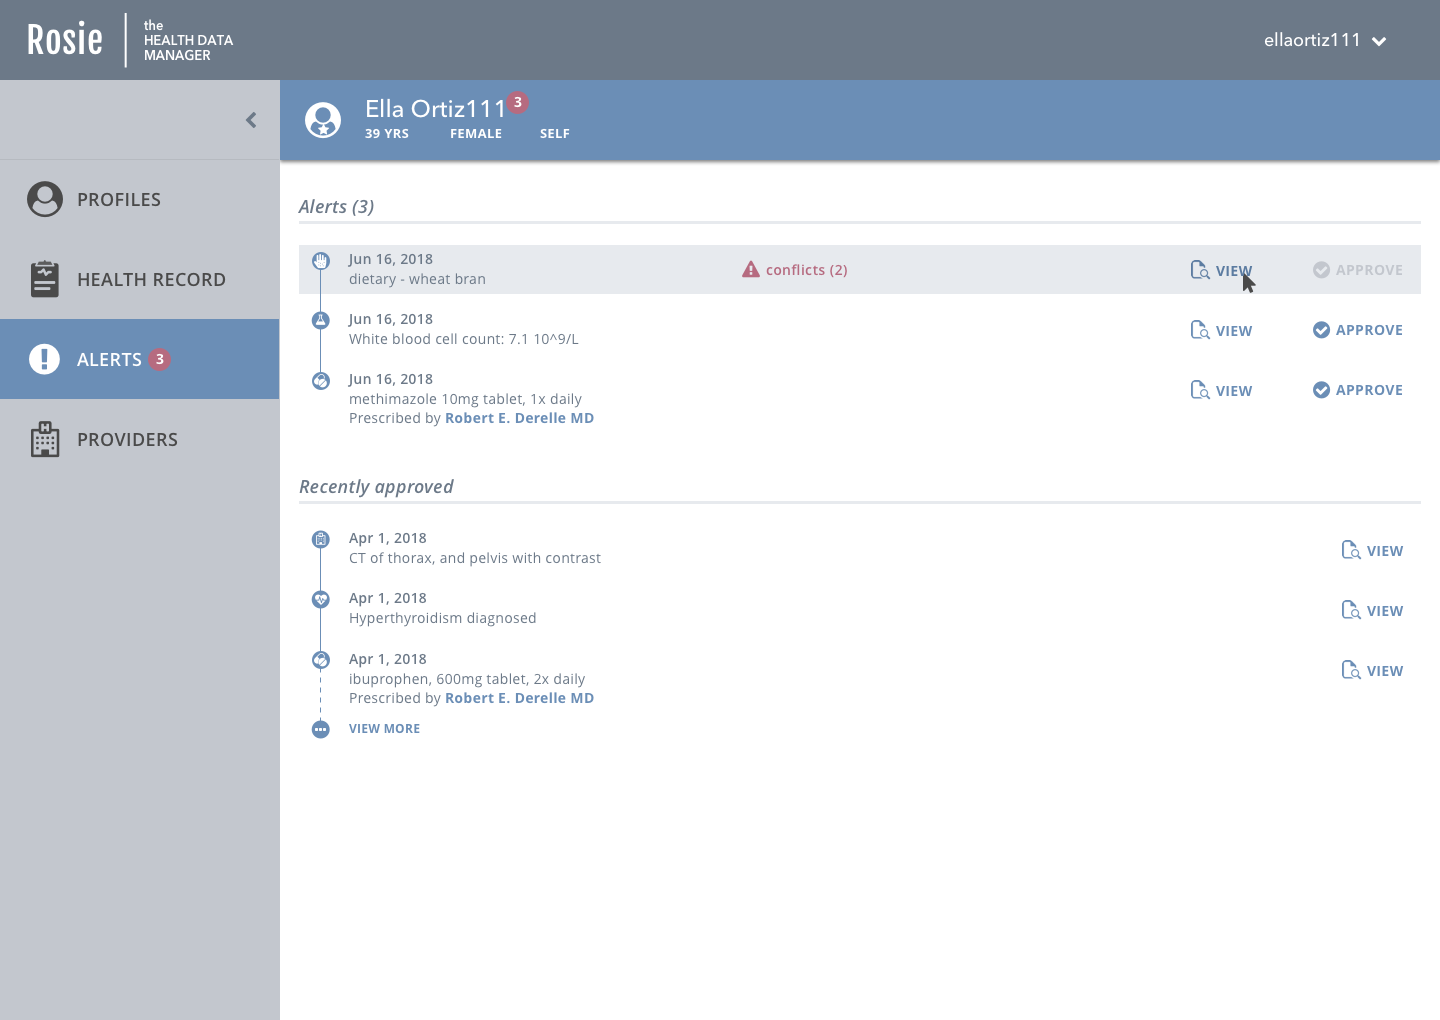 Rosie
the
HEALTH DATA
MANAGER
ellaortiz111
Ella Ortiz111 3
39 YRS FEMALE SELF
PROFILES
HEALTH RECORD
ALERTS 3
PROVIDERS
Alerts (3)
Jun 16, 2018
dietary - wheat bran
conflicts (2)
VIEW
APPROVE
Jun 16, 2018
White blood cell count: 7.1 10^9/L
VIEW
APPROVE
Jun 16, 2018
methimazole 10mg tablet, 1x daily
Prescribed by Robert E. Derelle MD
VIEW
APPROVE
Recently approved
Apr 1, 2018
CT of thorax, and pelvis with contrast
VIEW
Apr 1, 2018
Hyperthyroidism diagnosed
VIEW
Apr 1, 2018
ibuprophen, 600mg tablet, 2x daily
Prescribed by Robert E. Derelle MD
VIEW
VIEW MORE